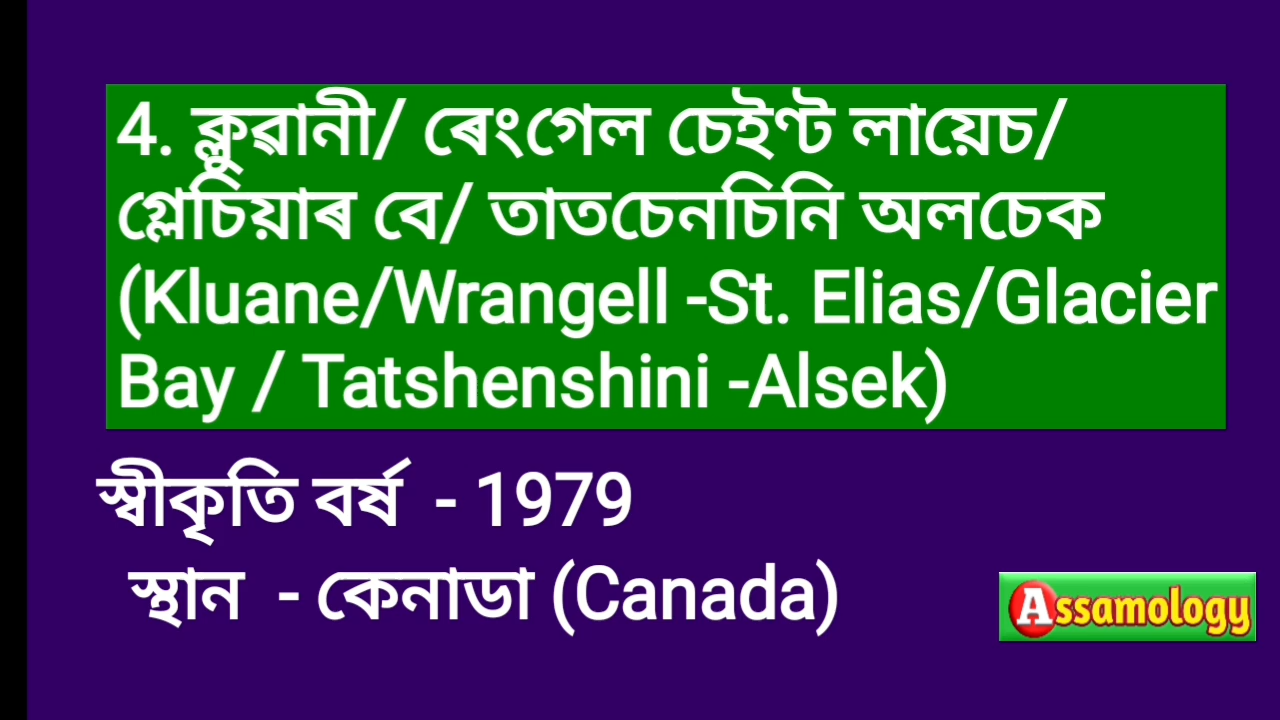 4. ক্লুৱানী/ ৰেংগেল চেইণ্ট লায়েচ/
গ্লেচিয়াৰ বে/ তাতচেনচিনি অলচেক
(Kluane/Wrangell -St. Elias/Glacier
Bay / Tatshenshini -Alsek)
স্বীকৃতি বৰ্ষ - 1979
স্থান - কেনাডা (Canada)
Assamology